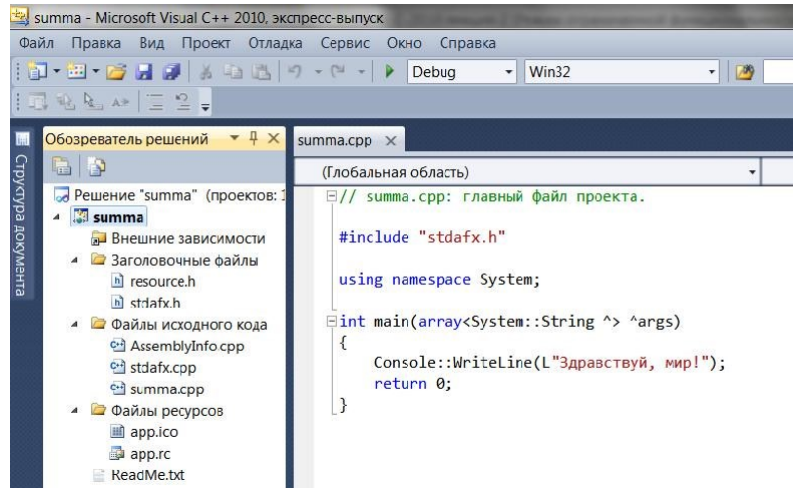 summa - Microsoft Visual C++ 2010, экспресс-выпуск
Файл Правка Вид Проект Отладка Сервис Окно Справка
Debug Win32
Структура документа
Обозреватель решений
Решение "summa" (проектов: 1
summa
Внешние зависимости
Заголовочные файлы
resource.h
stdafx.h
Файлы исходного кода
AssemblyInfo.cpp
stdafx.cpp
summa.cpp
Файлы ресурсов
app.ico
app.rc
ReadMe.txt
summa.cpp
(Глобальная область)
// summa.cpp: главный файл проекта.
#include "stdafx.h"
using namespace System;
int main(array<System::String ^> ^args)
{
Console::WriteLine(L"Здравствуй, мир!");
return 0;
}